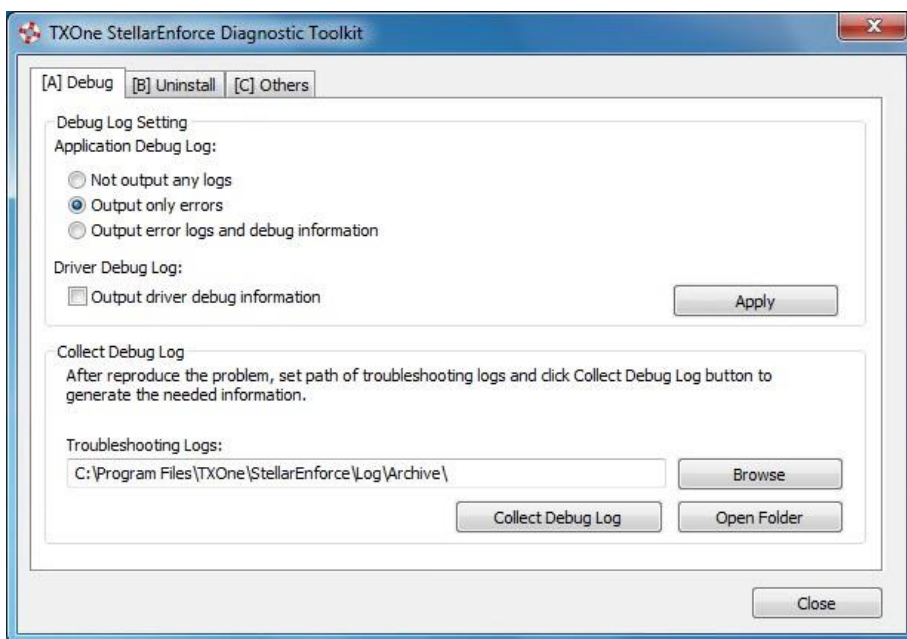 TXOne StellarEnforce Diagnostic Toolkit
[A] Debug
[B] Uninstall
[C] Others
Debug Log Setting
Application Debug Log:
Not output any logs
Output only errors
Output error logs and debug information
Driver Debug Log:
Output driver debug information
Apply
Collect Debug Log
After reproduce the problem, set path of troubleshooting logs and click Collect Debug Log button to
generate the needed information.
Troubleshooting Logs:
C:\Program Files\TXOne\StellarEnforce\Log\Archive\
Browse
Collect Debug Log
Open Folder
Close